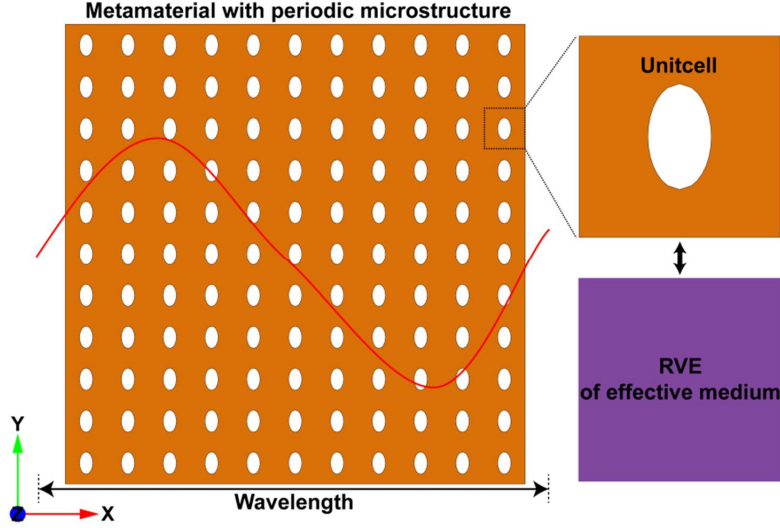 Metamaterial with periodic microstructure
Unitcell
RVE
of effective medium
Y
Z
X
Wavelength